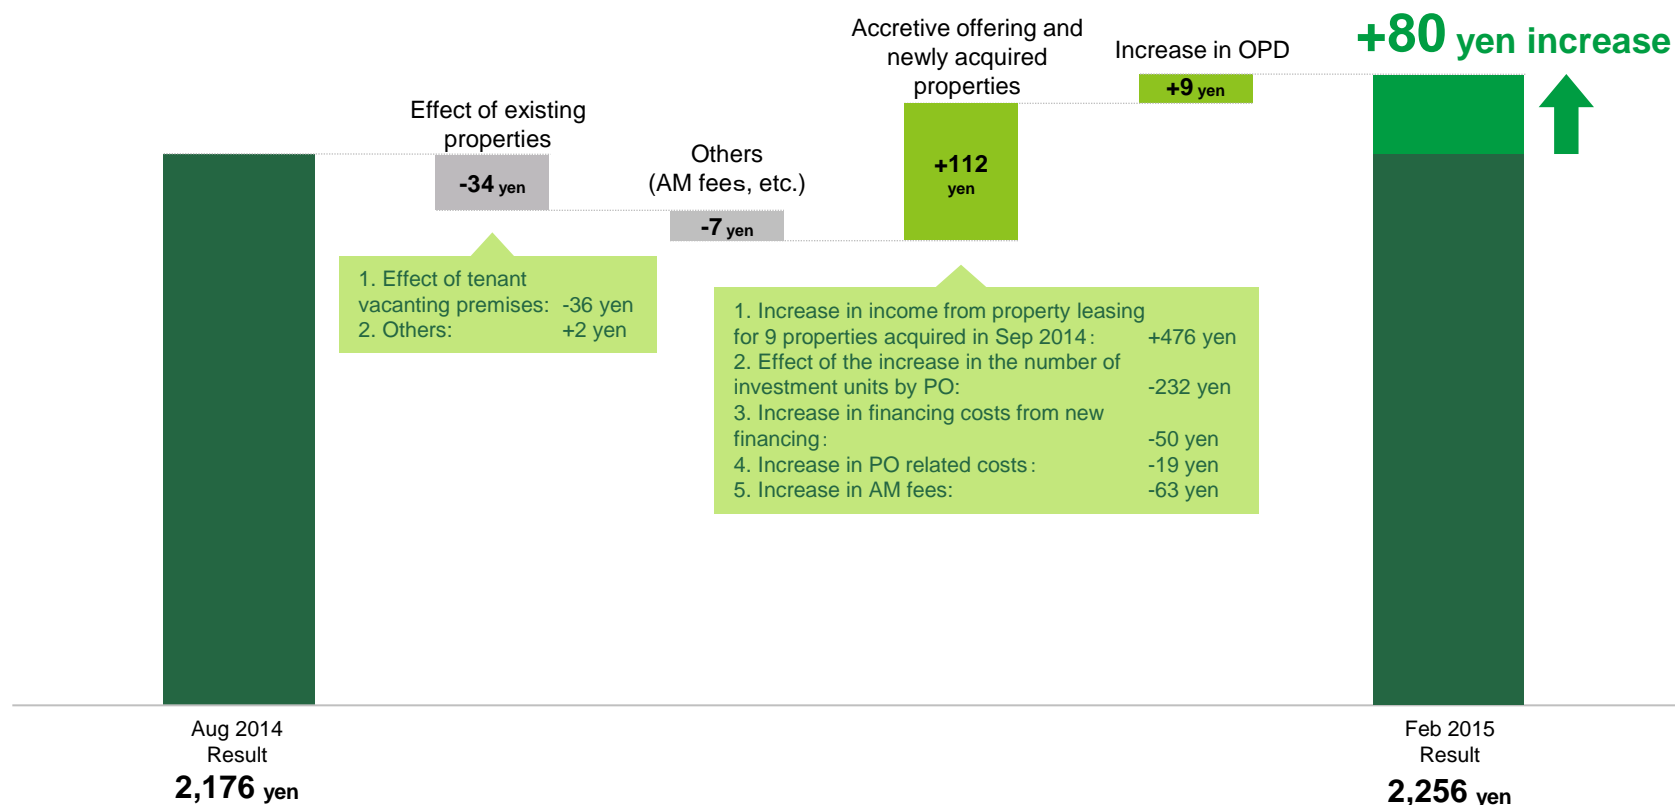 Effect of existing
properties
-34 yen
Others
(AM fees, etc.)
-7 yen
Accretive offering and
newly acquired
properties
+112
yen
Increase in OPD
+9 yen
+80 yen increase
1. Effect of tenant
vacanting premises: -36 yen
2. Others: +2 yen
1. Increase in income from property leasing
for 9 properties acquired in Sep 2014: +476 yen
2. Effect of the increase in the number of
investment units by PO: -232 yen
3. Increase in financing costs from new
financing: -50 yen
4. Increase in PO related costs: -19 yen
5. Increase in AM fees: -63 yen
Aug 2014
Result
2,176 yen
Feb 2015
Result
2,256 yen